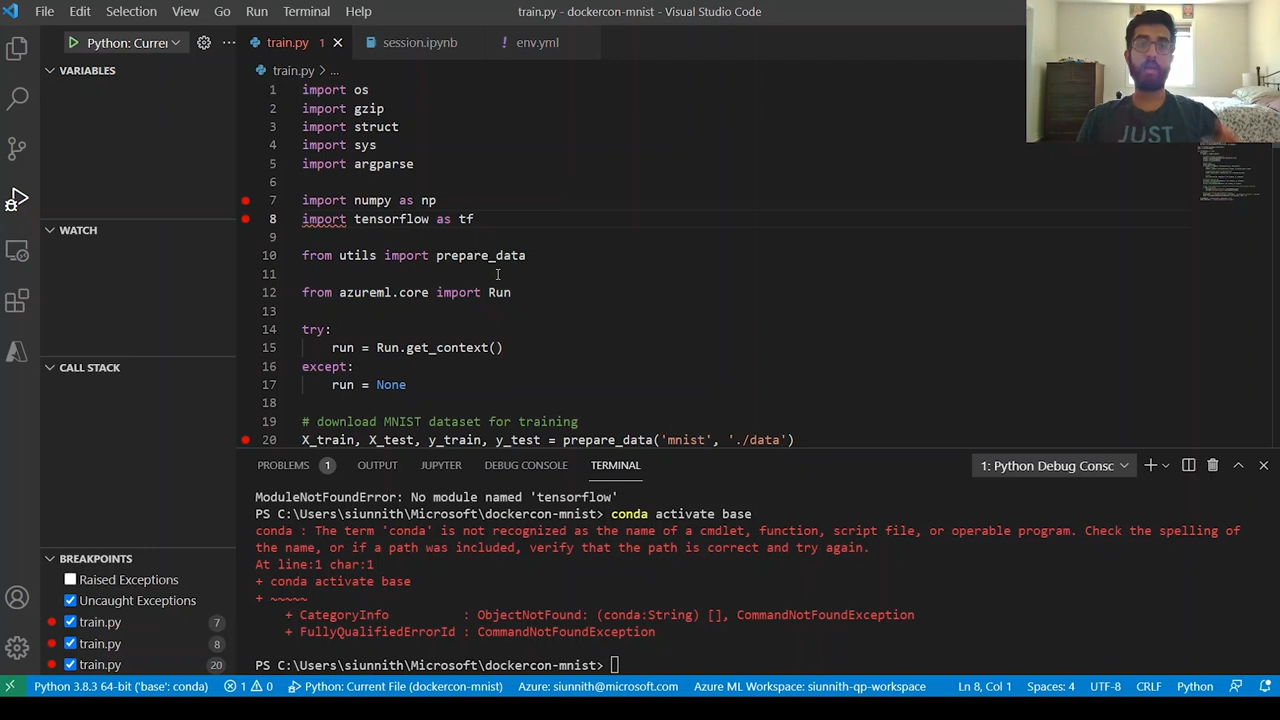 File Edit Selection View Go Run Terminal Help
train.py - dockercon-mnist - Visual Studio Code
Python: Currer
train.py 1
session.ipynb
! env.yml
VARIABLES
WATCH
CALL STACK
BREAKPOINTS
Raised Exceptions
Uncaught Exceptions
train.py 7
train.py 8
train.py 20
train.py > ...
1 import os
2 import gzip
3 import struct
4 import sys
5 import argparse
6
7 import numpy as np
8 import tensorflow as tf
9
10 from utils import prepare_data
11
12 from azureml.core import Run
13
14 try:
15 run = Run.get_context()
16 except:
17 run = None
18
19 # download MNIST dataset for training
20 X_train, X_test, y_train, y_test = prepare_data('mnist', './data')
JUST
PROBLEMS 1 OUTPUT JUPYTER DEBUG CONSOLE TERMINAL
1: Python Debug Consc
ModuleNotFoundError: No module named 'tensorflow'
PS C:\Users\siunnith\Microsoft\dockercon-mnist> conda activate base
conda : The term 'conda' is not recognized as the name of a cmdlet, function, script file, or operable program. Check the spelling of
the name, or if a path was included, verify that the path is correct and try again.
At line:1 char:1
+ conda activate base
+ ~~~~~
+ CategoryInfo : ObjectNotFound: (conda:String) [], CommandNotFoundException
+ FullyQualifiedErrorId : CommandNotFoundException
PS C:\Users\siunnith\Microsoft\dockercon-mnist>
Python 3.8.3 64-bit ('base': conda) 1 0 Python: Current File (dockercon-mnist) Azure: siunnith@microsoft.com Azure ML Workspace: siunnith-qp-workspace Ln 8, Col 1 Spaces: 4 UTF-8 CRLF Python